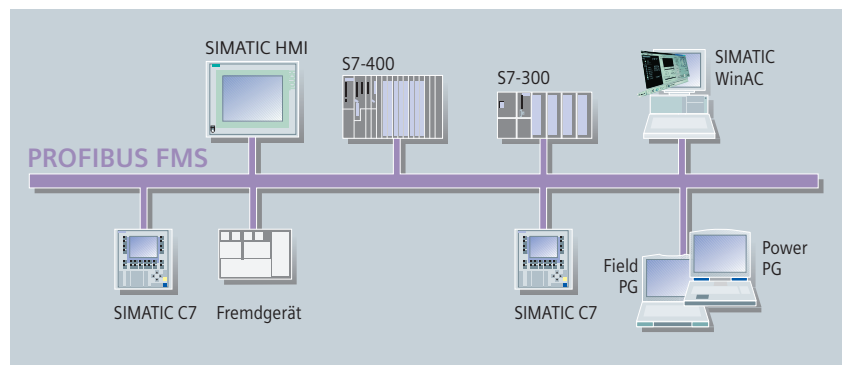 SIMATIC HMI
S7-400
S7-300
SIMATIC
WinAC
PROFIBUS FMS
SIMATIC C7
Fremdgerät
SIMATIC C7
Field
PG
Power
PG